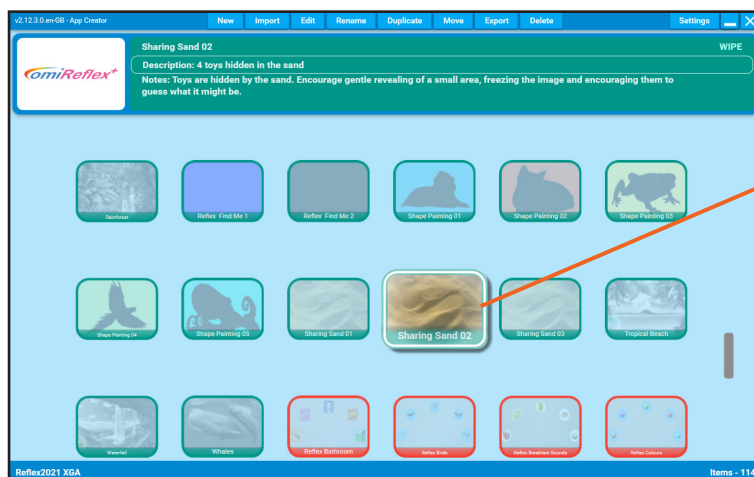 v2.12.3.0.en-GB - App Creator New Import Edit Rename Duplicate Move Export Delete Settings
Sharing Sand 02 WIPE
Description: 4 toys hidden in the sand
Notes: Toys are hidden by the sand. Encourage gentle revealing of a small area, freezing the image and encouraging them to
guess what it might be.
omiReflex+
Rainforest Reflex Find Me 1 Reflex Find Me 2 Shape Painting 01 Shape Painting 02 Shape Painting 03
Shape Painting 04 Shape Painting 05 Sharing Sand 01 Sharing Sand 02 Sharing Sand 03 Tropical Beach
Waterfall Whales Reflex Bathroom Reflex Birds Reflex Breakfast Sounds Reflex Colours
Reflex2021 XGA Items - 114